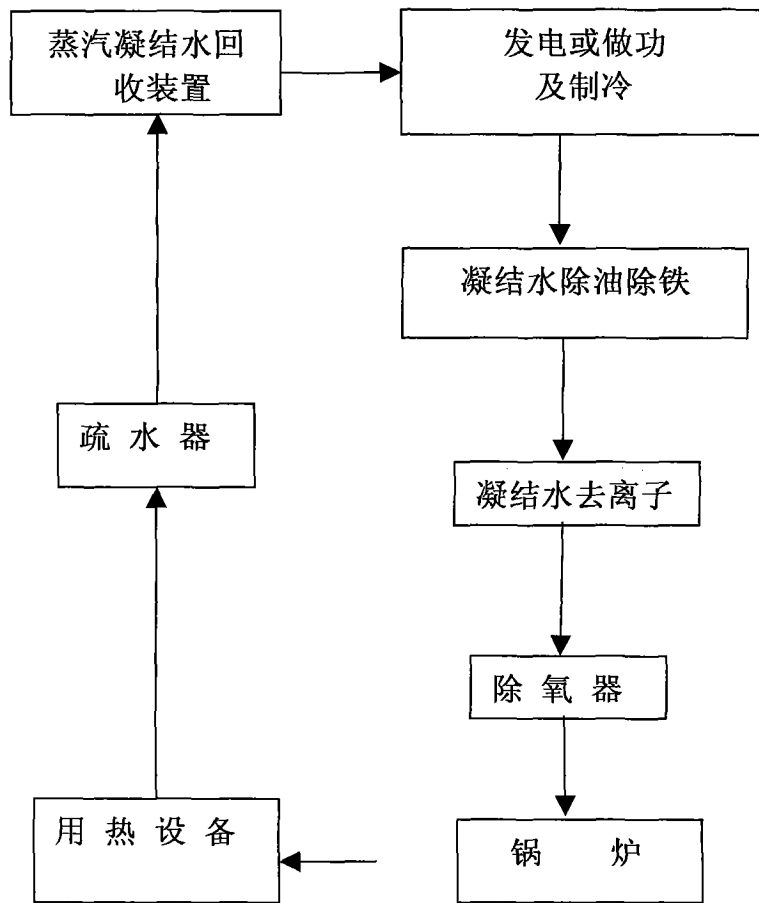 蒸汽凝结水回
收装置
发电或做功
及制冷
凝结水除油除铁
疏水器
凝结水去离子
除氧器
用热设备
锅炉